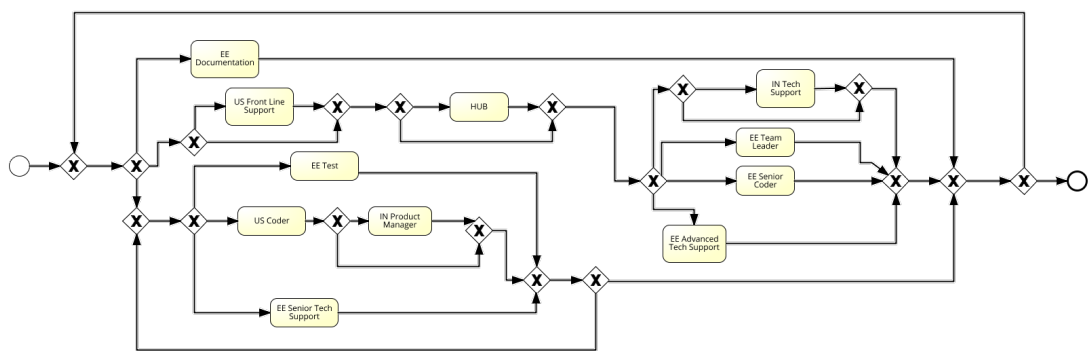 EE
Documentation
US Front Line
Support
HUB
IN Tech
Support
EE Team
Leader
EE Test
EE Senior
Coder
US Coder
IN Product
Manager
EE Advanced
Tech Support
EE Senior Tech
Support